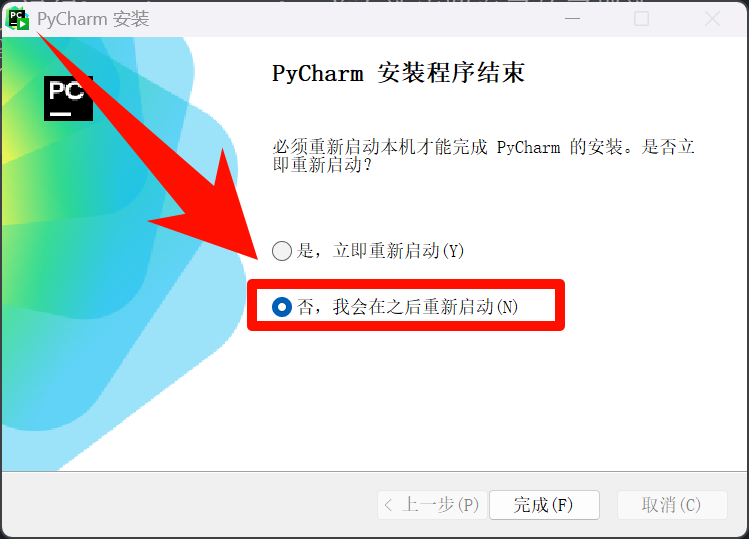 PyCharm 安装
PC
PyCharm 安装程序结束
必须重新启动本机才能完成 PyCharm 的安装。是否立
即重新启动?
是，立即重新启动(Y)
否，我会在之后重新启动(N)
< 上一步(P)
完成(F)
取消(C)